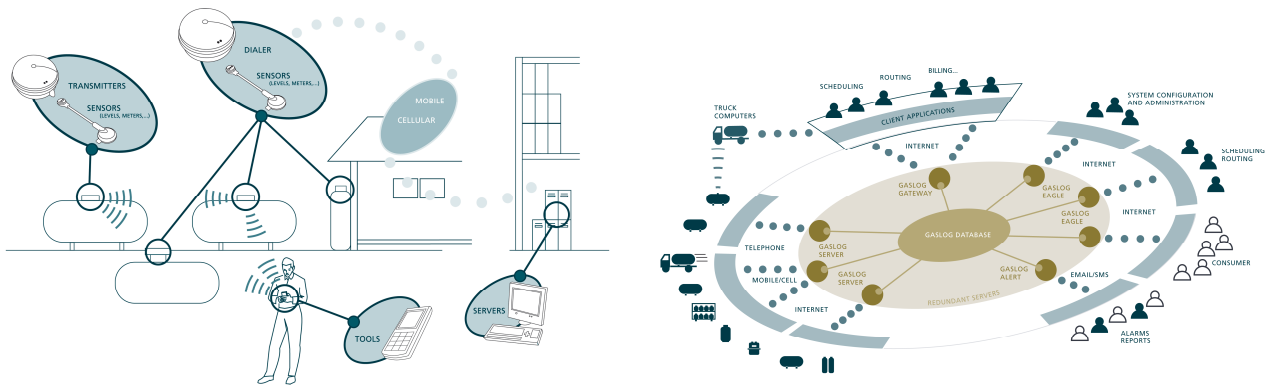 TRANSMITTERS
SENSORS
(LEVELS, METERS,...)
DIALER
SENSORS
(LEVELS, METERS,...)
MOBILE
CELLULAR
TOOLS
SERVERS
TRUCK
COMPUTERS
SCHEDULING
ROUTING
BILLING...
CLIENT APPLICATIONS
SYSTEM CONFIGURATION
AND ADMINISTRATION
SCHEDULING
ROUTING
INTERNET
INTERNET
INTERNET
GASLOG
GATEWAY
GASLOG
EAGLE
GASLOG
EAGLE
GASLOG DATABASE
TELEPHONE
GASLOG
SERVER
MOBILE/CELL
GASLOG
SERVER
GASLOG
ALERT
EMAIL/SMS
CONSUMER
REDUNDANT SERVERS
INTERNET
ALARMS
REPORTS